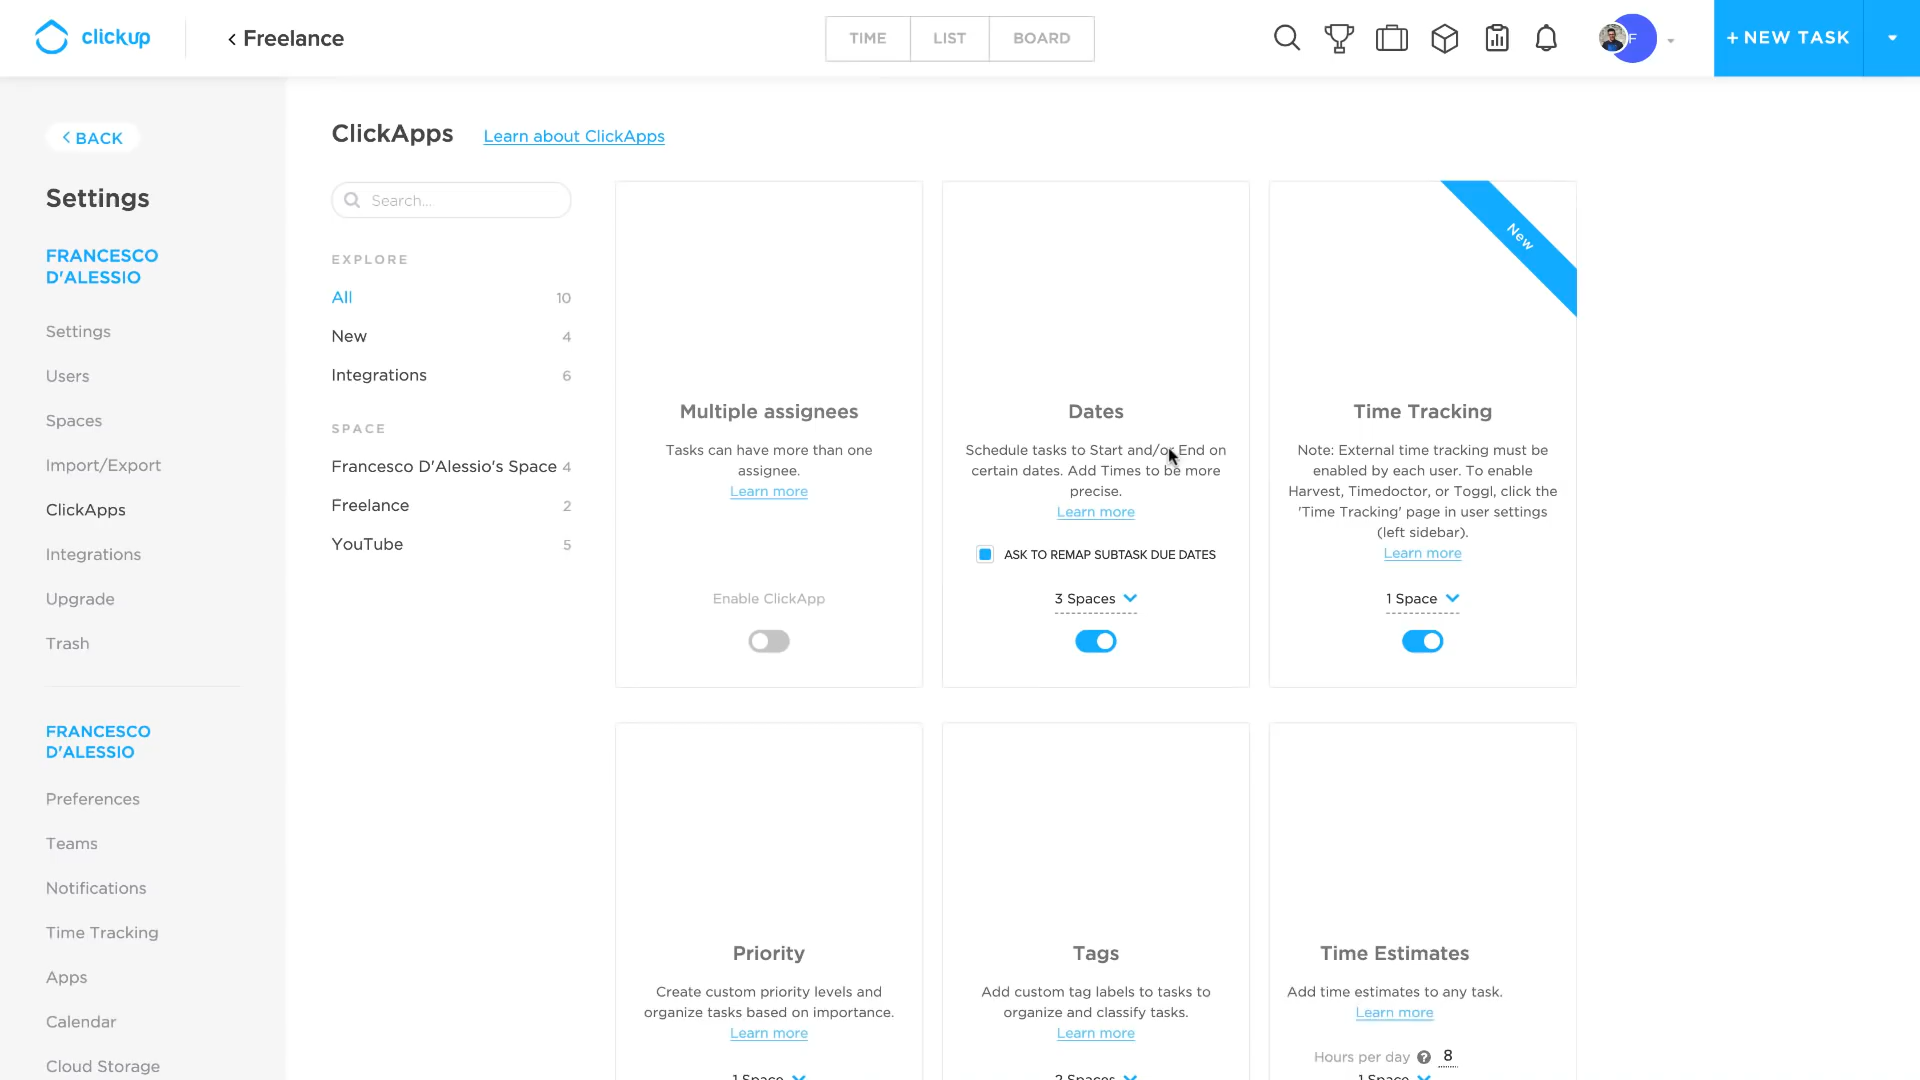 clickup
Freelance
TIME
LIST
BOARD
F
+ NEW TASK
BACK
Settings
FRANCESCO
D'ALESSIO
Settings
Users
Spaces
Import/Export
ClickApps
Integrations
Upgrade
Trash
FRANCESCO
D'ALESSIO
Preferences
Teams
Notifications
Time Tracking
Apps
Calendar
Cloud Storage
ClickApps
Learn about ClickApps
Search...
EXPLORE
All 10
New 4
Integrations 6
SPACE
Francesco D'Alessio's Space 4
Freelance 2
YouTube 5
Multiple assignees
Tasks can have more than one
assignee.
Learn more
Enable ClickApp
Dates
Schedule tasks to Start and/or End on
certain dates. Add Times to be more
precise.
Learn more
ASK TO REMAP SUBTASK DUE DATES
3 Spaces
New
Time Tracking
Note: External time tracking must be
enabled by each user. To enable
Harvest, Timedoctor, or Toggl, click the
'Time Tracking' page in user settings
(left sidebar).
Learn more
1 Space
Priority
Create custom priority levels and
organize tasks based on importance.
Learn more
1 Space
Tags
Add custom tag labels to tasks to
organize and classify tasks.
Learn more
2 Spaces
Time Estimates
Add time estimates to any task.
Learn more
Hours per day ? 8
1 Space